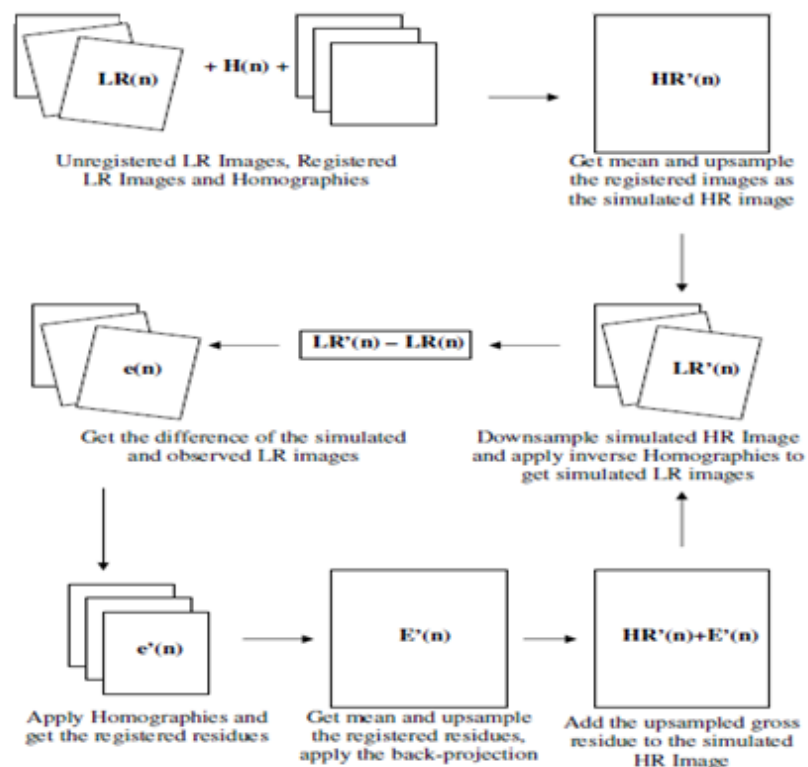 LR(n)
+ H(n) +
HR’(n)
Unregistered LR Images, Registered
LR Images and Homographies
Get mean and upsample
the registered images as
the simulated HR image
e(n)
LR’(n) – LR(n)
LR’(n)
Get the difference of the simulated
and observed LR images
Downsample simulated HR Image
and apply inverse Homographies to
get simulated LR images
e’(n)
E’(n)
HR’(n)+E’(n)
Apply Homographies and
get the registered residues
Get mean and upsample
the registered residues,
apply the back-projection
Add the upsampled gross
residue to the simulated
HR Image